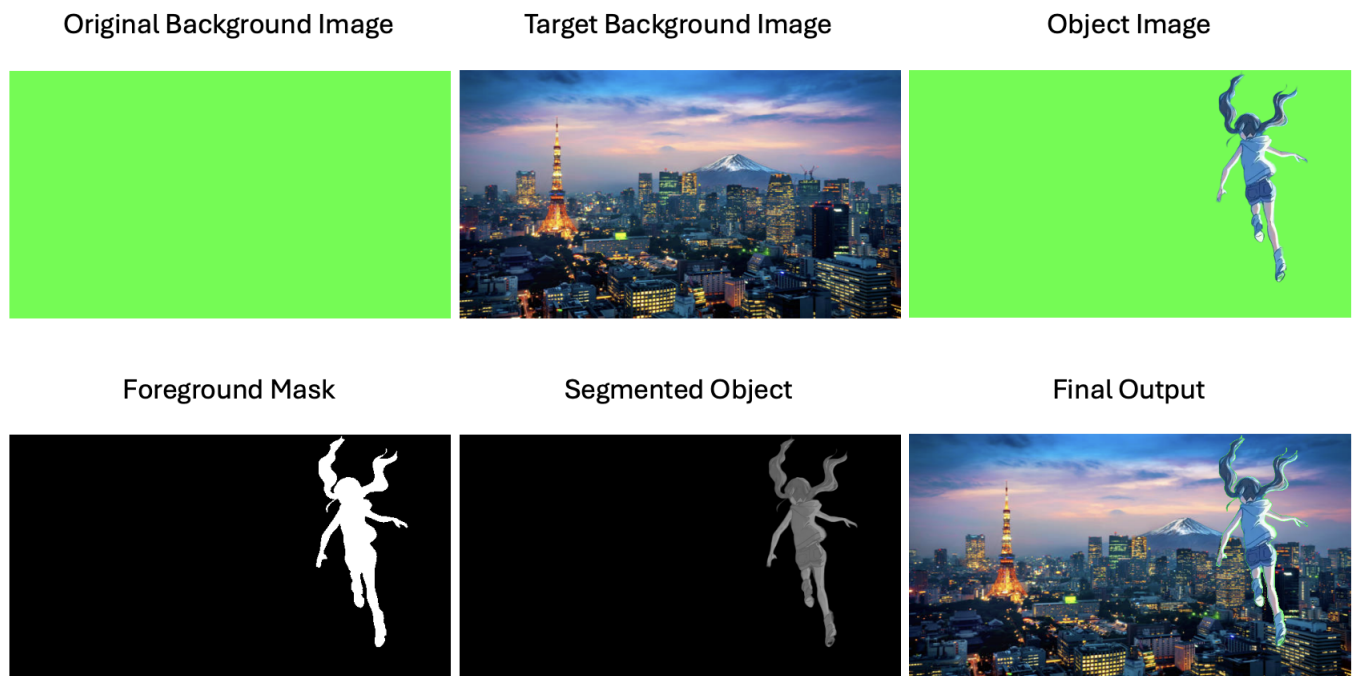 Original Background Image
Target Background Image
Object Image
Foreground Mask
Segmented Object
Final Output